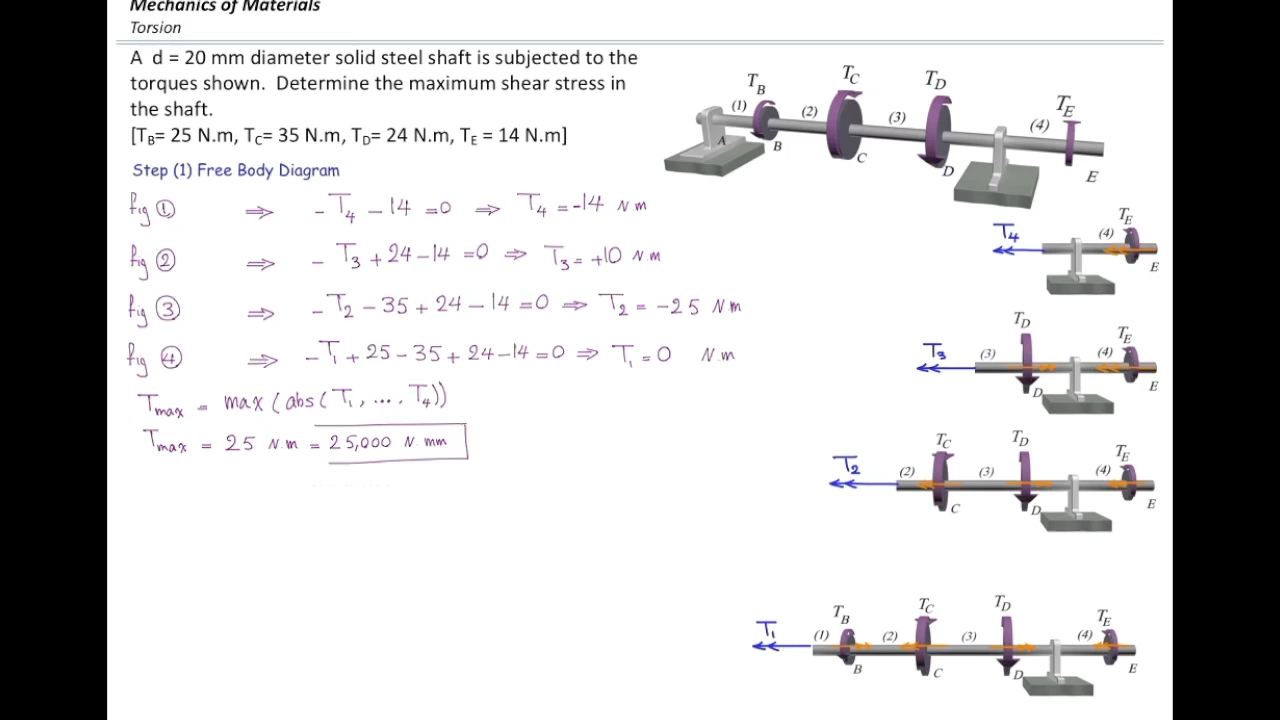 Mechanics of Materials
Torsion
A d = 20 mm diameter solid steel shaft is subjected to the
torques shown. Determine the maximum shear stress in
the shaft.
[TB= 25 N.m, TC= 35 N.m, TD= 24 N.m, TE = 14 N.m]
Step (1) Free Body Diagram
fig ① ⇒ - T4 - 14 = 0 ⇒ T4 = -14 N.m
fig ② ⇒ - T3 + 24 - 14 = 0 ⇒ T3 = +10 N.m
fig ③ ⇒ - T2 - 35 + 24 - 14 = 0 ⇒ T2 = -25 N.m
fig ④ ⇒ - T1 + 25 - 35 + 24 - 14 = 0 ⇒ T1 = 0 N.m
Tmax = max (abs (T1, ..., T4))
Tmax = 25 N.m = 25,000 N.mm
TB TC TD TE
(1) (2) (3) (4)
A B C D E
T4 TE
(4) E
T3 TD TE
(3) (4)
D E
T2 TC TD TE
(2) (3) (4)
C D E
T1 TB TC TD TE
(1) (2) (3) (4)
B C D E